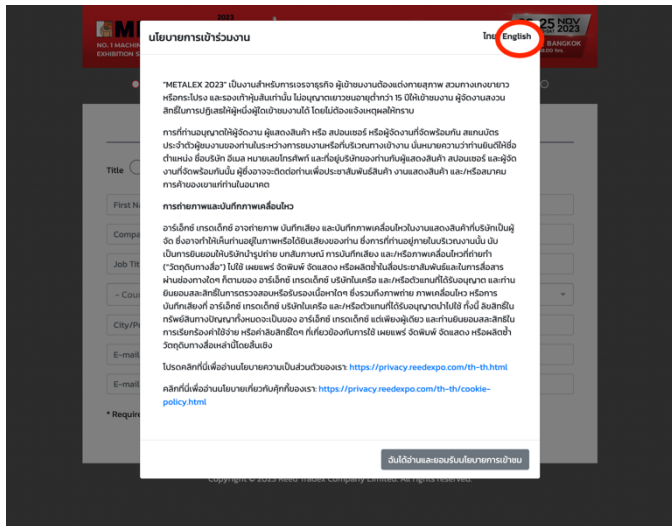 2023
25 NOV
2023
NO. 1 MACHIN
BANGKOK
EXHIBITION S
นโยบายการเข้าร่วมงาน
ไทย English
"METALEX 2023" เป็นงานสำหรับการเจรจาธุรกิจ ผู้เข้าชมงานต้องแต่งกายสุภาพ สวมกางเกงขายาว
หรือกระโปรง และรองเท้าหุ้มส้นเท่านั้น ไม่อนุญาตเยาวชนอายุต่ำกว่า 15 ปีให้เข้าชมงาน ผู้จัดงานสงวน
สิทธิ์ในการปฏิเสธให้ผู้หนึ่งผู้ใดเข้าชมงานได้ โดยไม่ต้องแจ้งเหตุผลให้ทราบ
การที่ท่านอนุญาตให้ผู้จัดงาน ผู้แสดงสินค้า หรือ สปอนเซอร์ หรือผู้จัดงานที่จัดพร้อมกัน สแกนบัตร
ประจำตัวผู้ชมงานของท่านในระหว่างการชมงานหรือที่บริเวณทางเข้างาน นั่นหมายความว่าท่านยินดีให้ชื่อ
ตำแหน่ง ชื่อบริษัท อีเมล หมายเลขโทรศัพท์ และที่อยู่บริษัทของท่านกับผู้แสดงสินค้า สปอนเซอร์ และผู้จัด
งานที่จัดพร้อมกันนั้น ผู้ซึ่งอาจจะติดต่อท่านเพื่อประชาสัมพันธ์สินค้า งานแสดงสินค้า และ/หรือสมาคม
การค้าของเขาแก่ท่านในอนาคต
การถ่ายภาพและบันทึกภาพเคลื่อนไหว
อาร์เอ็กซ์ เทรดเด็กซ์ อาจถ่ายภาพ บันทึกเสียง และบันทึกภาพเคลื่อนไหวในงานแสดงสินค้าที่บริษัทเป็นผู้
จัด ซึ่งอาจทำให้เห็นท่านอยู่ในภาพหรือได้ยินเสียงของท่าน ซึ่งการที่ท่านอยู่ภายในบริเวณงานนั้น นับ
เป็นการยินยอมให้บริษัทนำรูปถ่าย บทสัมภาษณ์ การบันทึกเสียง และ/หรือภาพเคลื่อนไหวที่ถ่ายทำ
("วัตถุดิบทางสื่อ") ไปใช้ เผยแพร่ จัดพิมพ์ จัดแสดง หรือผลิตซ้ำในสื่อประชาสัมพันธ์และในการสื่อสาร
ผ่านช่องทางใดๆ ก็ตามของ อาร์เอ็กซ์ เทรดเด็กซ์ บริษัทในเครือ และ/หรือตัวแทนที่ได้รับอนุญาต และท่าน
ยินยอมสละสิทธิ์ในการตรวจสอบหรือรับรองเนื้อหาใดๆ ซึ่งรวมถึงภาพถ่าย ภาพเคลื่อนไหว หรือการ
บันทึกเสียงที่ อาร์เอ็กซ์ เทรดเด็กซ์ บริษัทในเครือ และ/หรือตัวแทนที่ได้รับอนุญาตนำไปใช้ ทั้งนี้ ลิขสิทธิ์ใน
ทรัพย์สินทางปัญญาทั้งหมดจะเป็นของ อาร์เอ็กซ์ เทรดเด็กซ์ แต่เพียงผู้เดียว และท่านยินยอมสละสิทธิ์
ในการเรียกร้องค่าใช้จ่าย หรือค่าลิขสิทธิ์ใดๆ ที่เกี่ยวข้องกับการใช้ เผยแพร่ จัดพิมพ์ จัดแสดง หรือผลิตซ้ำ
วัตถุดิบทางสื่อเหล่านี้โดยสิ้นเชิง
โปรดคลิกที่นี่เพื่ออ่านนโยบายความเป็นส่วนตัวของเรา: https://privacy.reedexpo.com/th-th.html
คลิกที่นี่เพื่ออ่านนโยบายเกี่ยวกับคุ้กกี้ของเรา: https://privacy.reedexpo.com/th-th/cookie-
policy.html
ฉันได้อ่านและยอมรับนโยบายการเข้าชม
Title
First N
Compa
Job Tit
- Cou
City/P
E-mail
E-mail
* Require
Copyright © 2023 Reed Tradex Company Limited. All rights reserved.